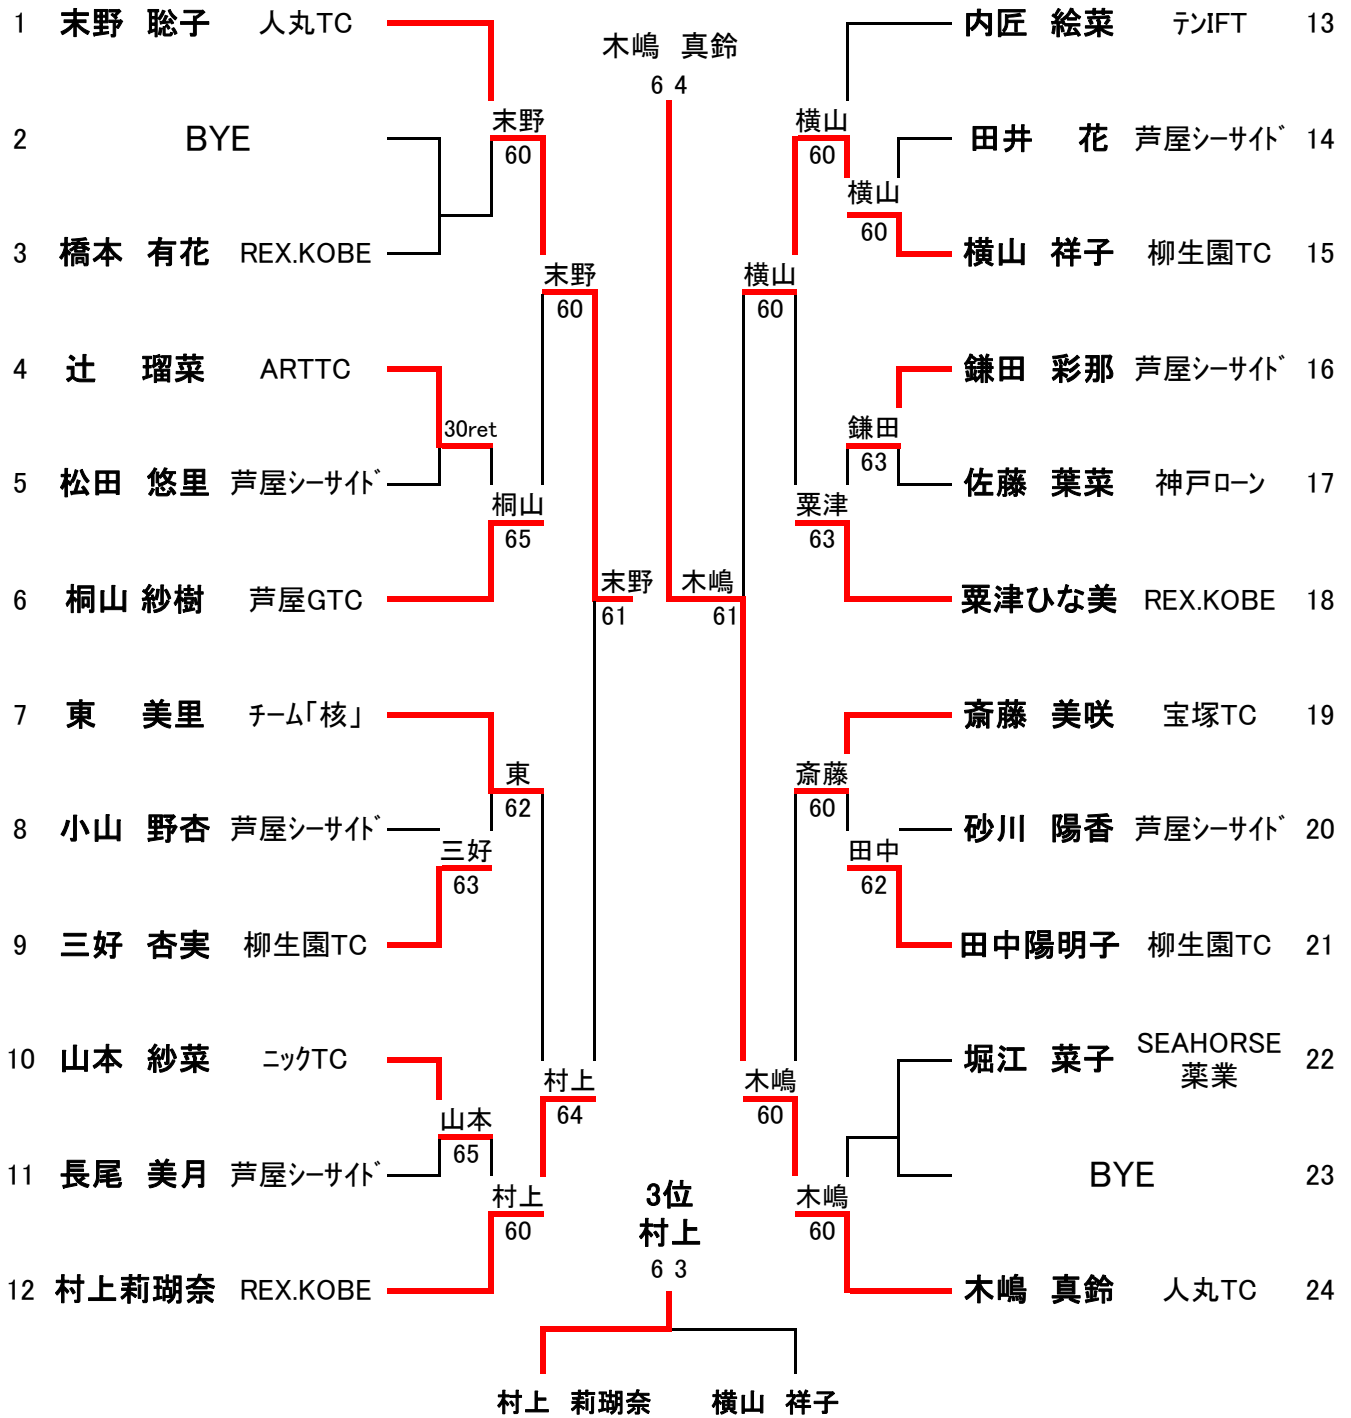 1 末野 聡子 人丸TC
2 BYE
3 橋本 有花 REX.KOBE
4 辻 瑠菜 ARTTC
5 松田 悠里 芦屋シーサイド
6 桐山 紗樹 芦屋GTC
7 東 美里 チーム「核」
8 小山 野杏 芦屋シーサイド
9 三好 杏実 柳生園TC
10 山本 紗菜 ニックTC
11 長尾 美月 芦屋シーサイド
12 村上莉瑚奈 REX.KOBE
末野
60
30ret
三好
63
山本
65
末野
60
桐山
65
東
62
村上
60
村上
64
末野
61
木嶋 真鈴
6 4
木嶋
61
横山
60
木嶋
60
横山
60
粟津
63
斎藤
60
木嶋
60
横山
60
鎌田
63
田中
62
内匠 絵菜 テンIFT 13
田井 花 芦屋シーサイド 14
横山 祥子 柳生園TC 15
鎌田 彩那 芦屋シーサイド 16
佐藤 葉菜 神戸ローン 17
粟津ひな美 REX.KOBE 18
斎藤 美咲 宝塚TC 19
砂川 陽香 芦屋シーサイド 20
田中陽明子 柳生園TC 21
堀江 菜子 SEAHORSE 22
薬業
BYE 23
木嶋 真鈴 人丸TC 24
3位
村上
6 3
村上 莉瑚奈 横山 祥子